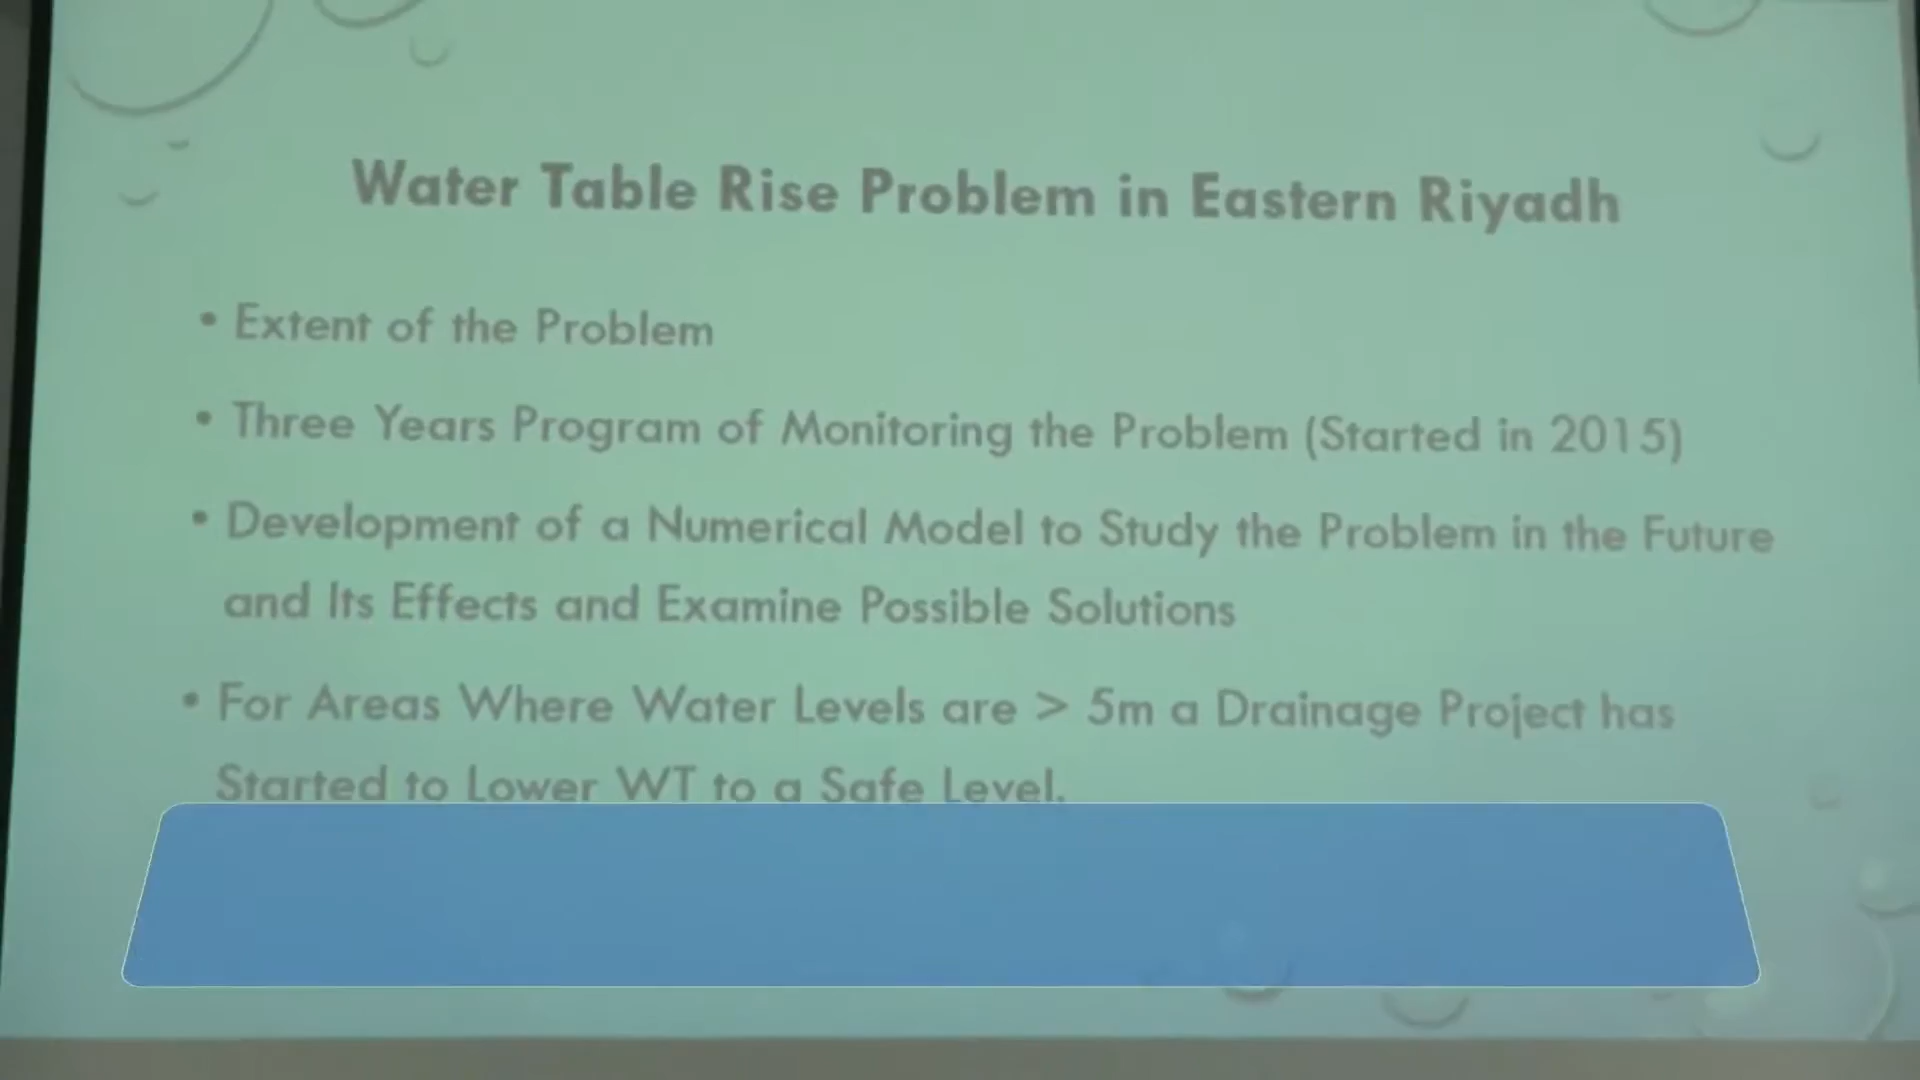 Water Table Rise Problem in Eastern Riyadh
• Extent of the Problem
• Three Years Program of Monitoring the Problem (Started in 2015)
• Development of a Numerical Model to Study the Problem in the Future
and Its Effects and Examine Possible Solutions
• For Areas Where Water Levels are > 5m a Drainage Project has
Started to Lower WT to a Safe Level.